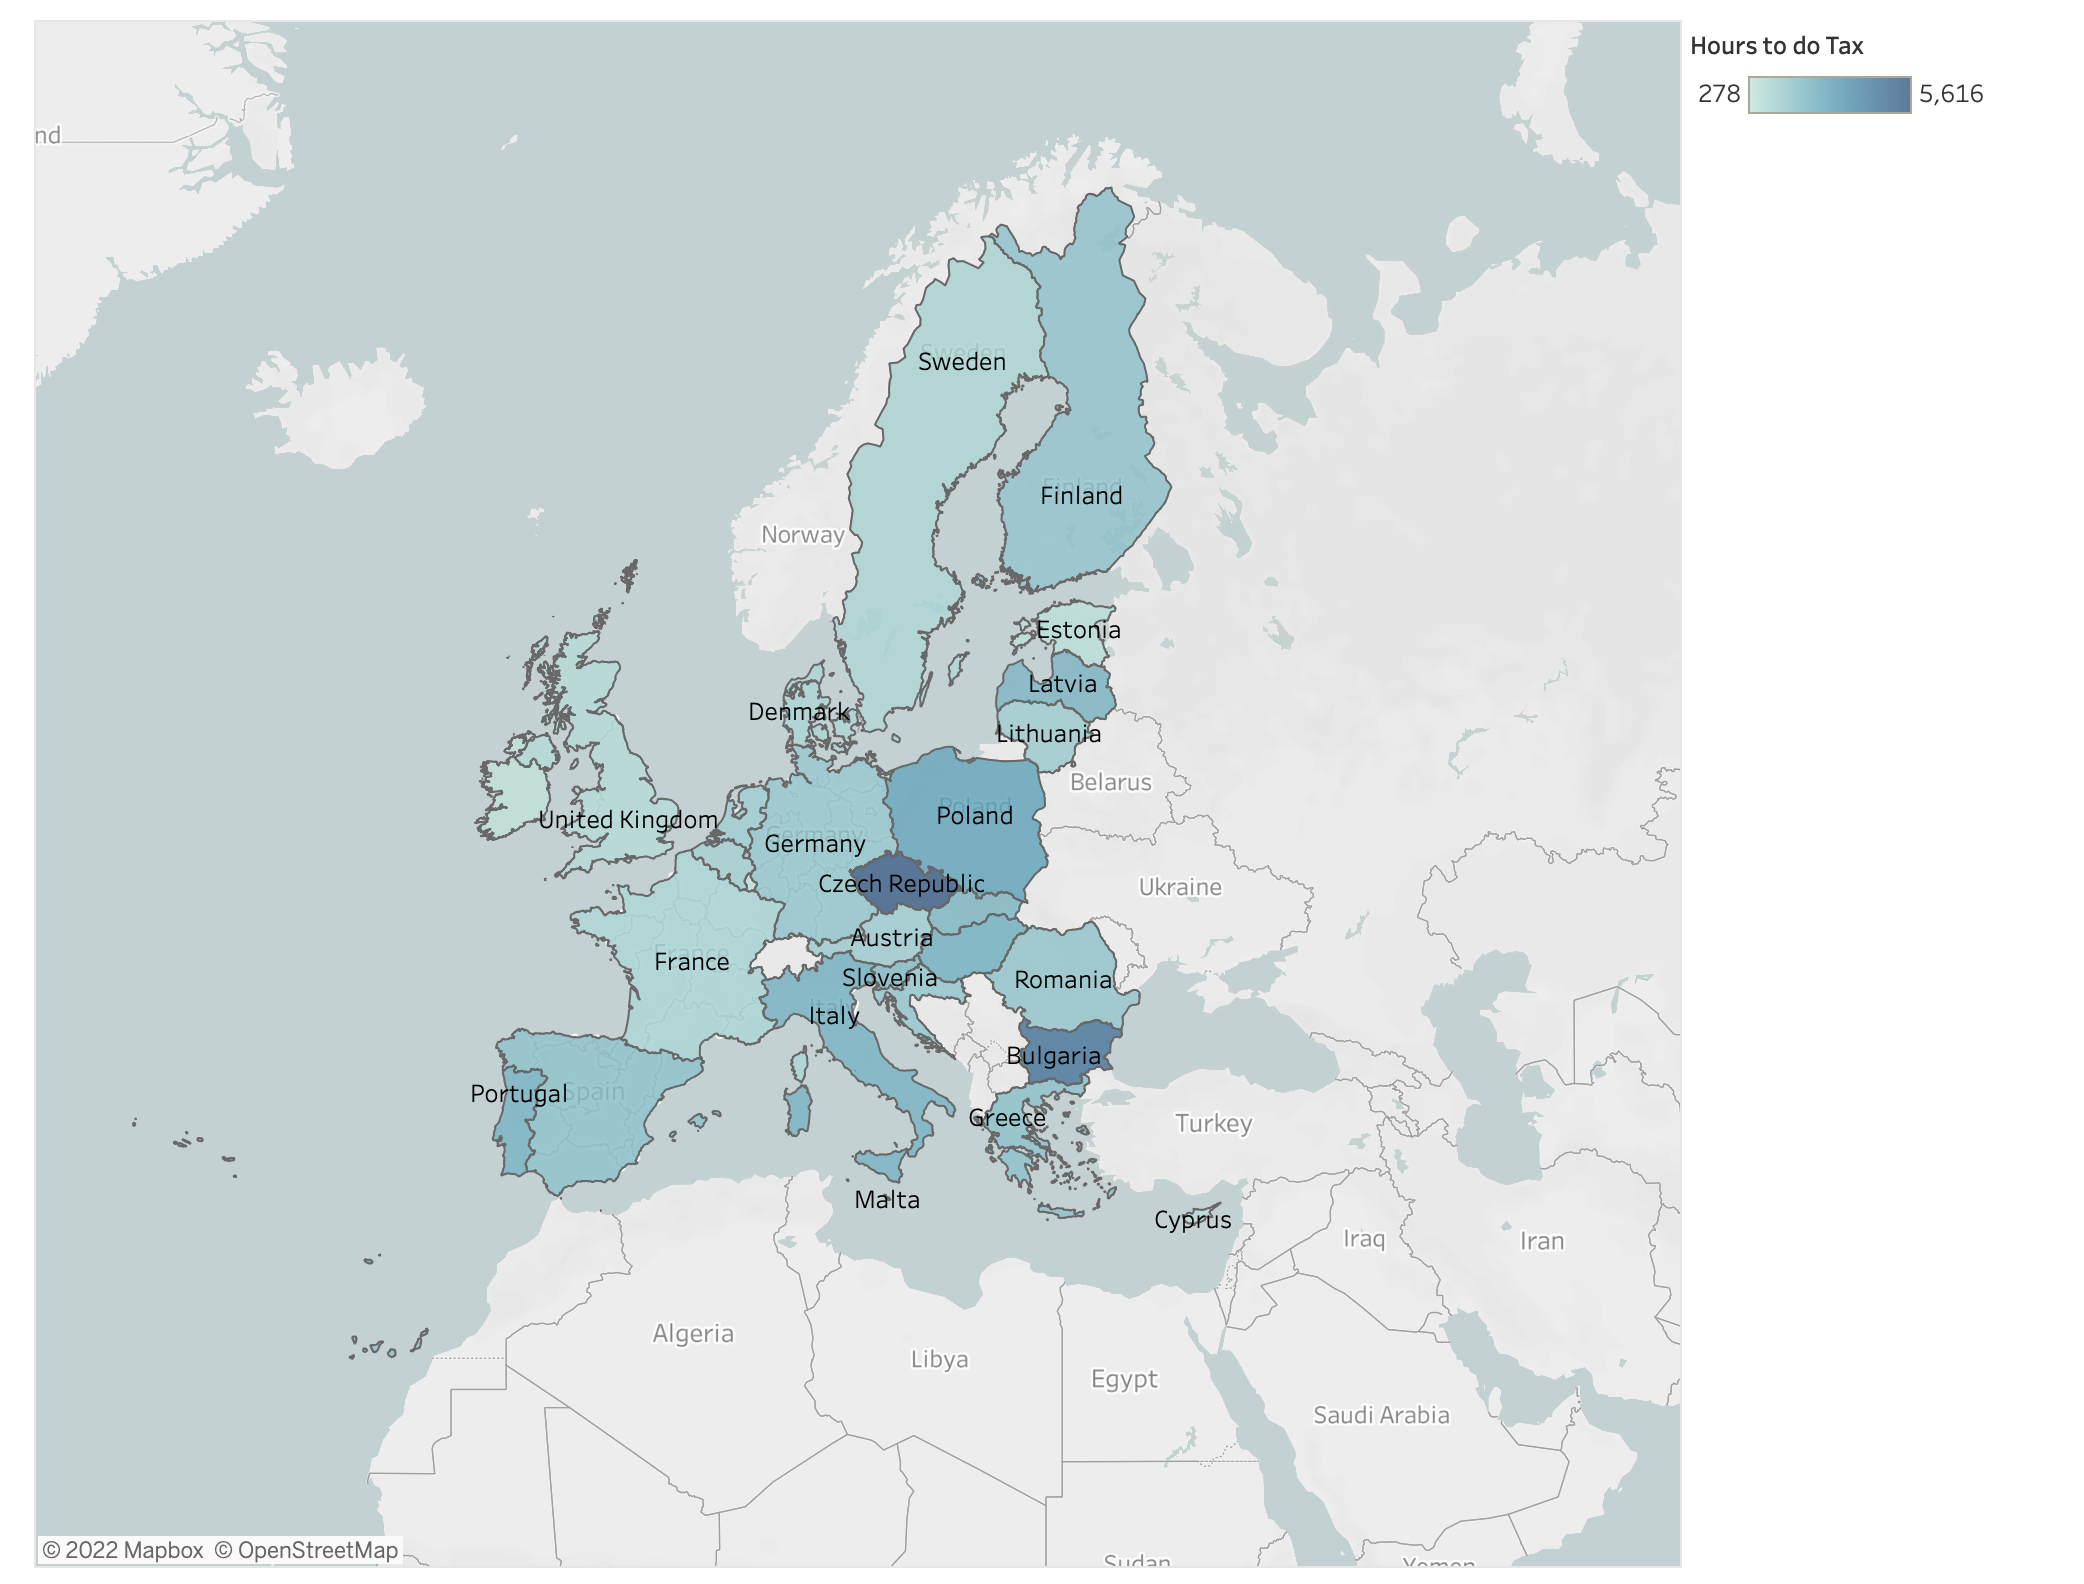 Hours to do Tax
278
5,616
nd
Sweden
Finland
Norway
Estonia
Latvia
Denmark
Lithuania
Belarus
United Kingdom
Poland
Germany
Czech Republic
Ukraine
Austria
France
Slovenia
Romania
Italy
Bulgaria
Portugal
Spain
Greece
Turkey
Malta
Cyprus
Iraq
Iran
Algeria
Libya
Egypt
Saudi Arabia
© 2022 Mapbox © OpenStreetMap
Sudan
Yemen